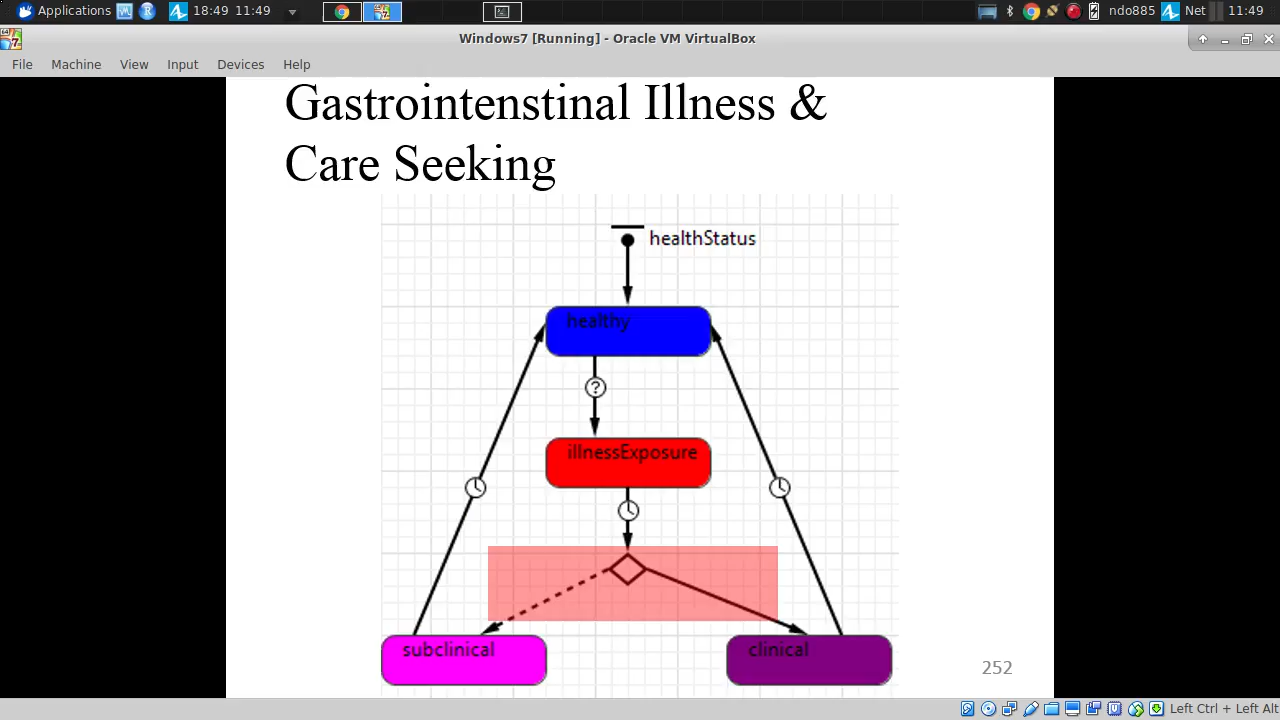 Applications 18:49 11:49 ndo885 Net 11:49
Windows7 [Running] - Oracle VM VirtualBox
File Machine View Input Devices Help
Gastrointenstinal Illness &
Care Seeking
healthStatus
healthy
?
illnessExposure
subclinical
clinical
252
Left Ctrl + Left Alt